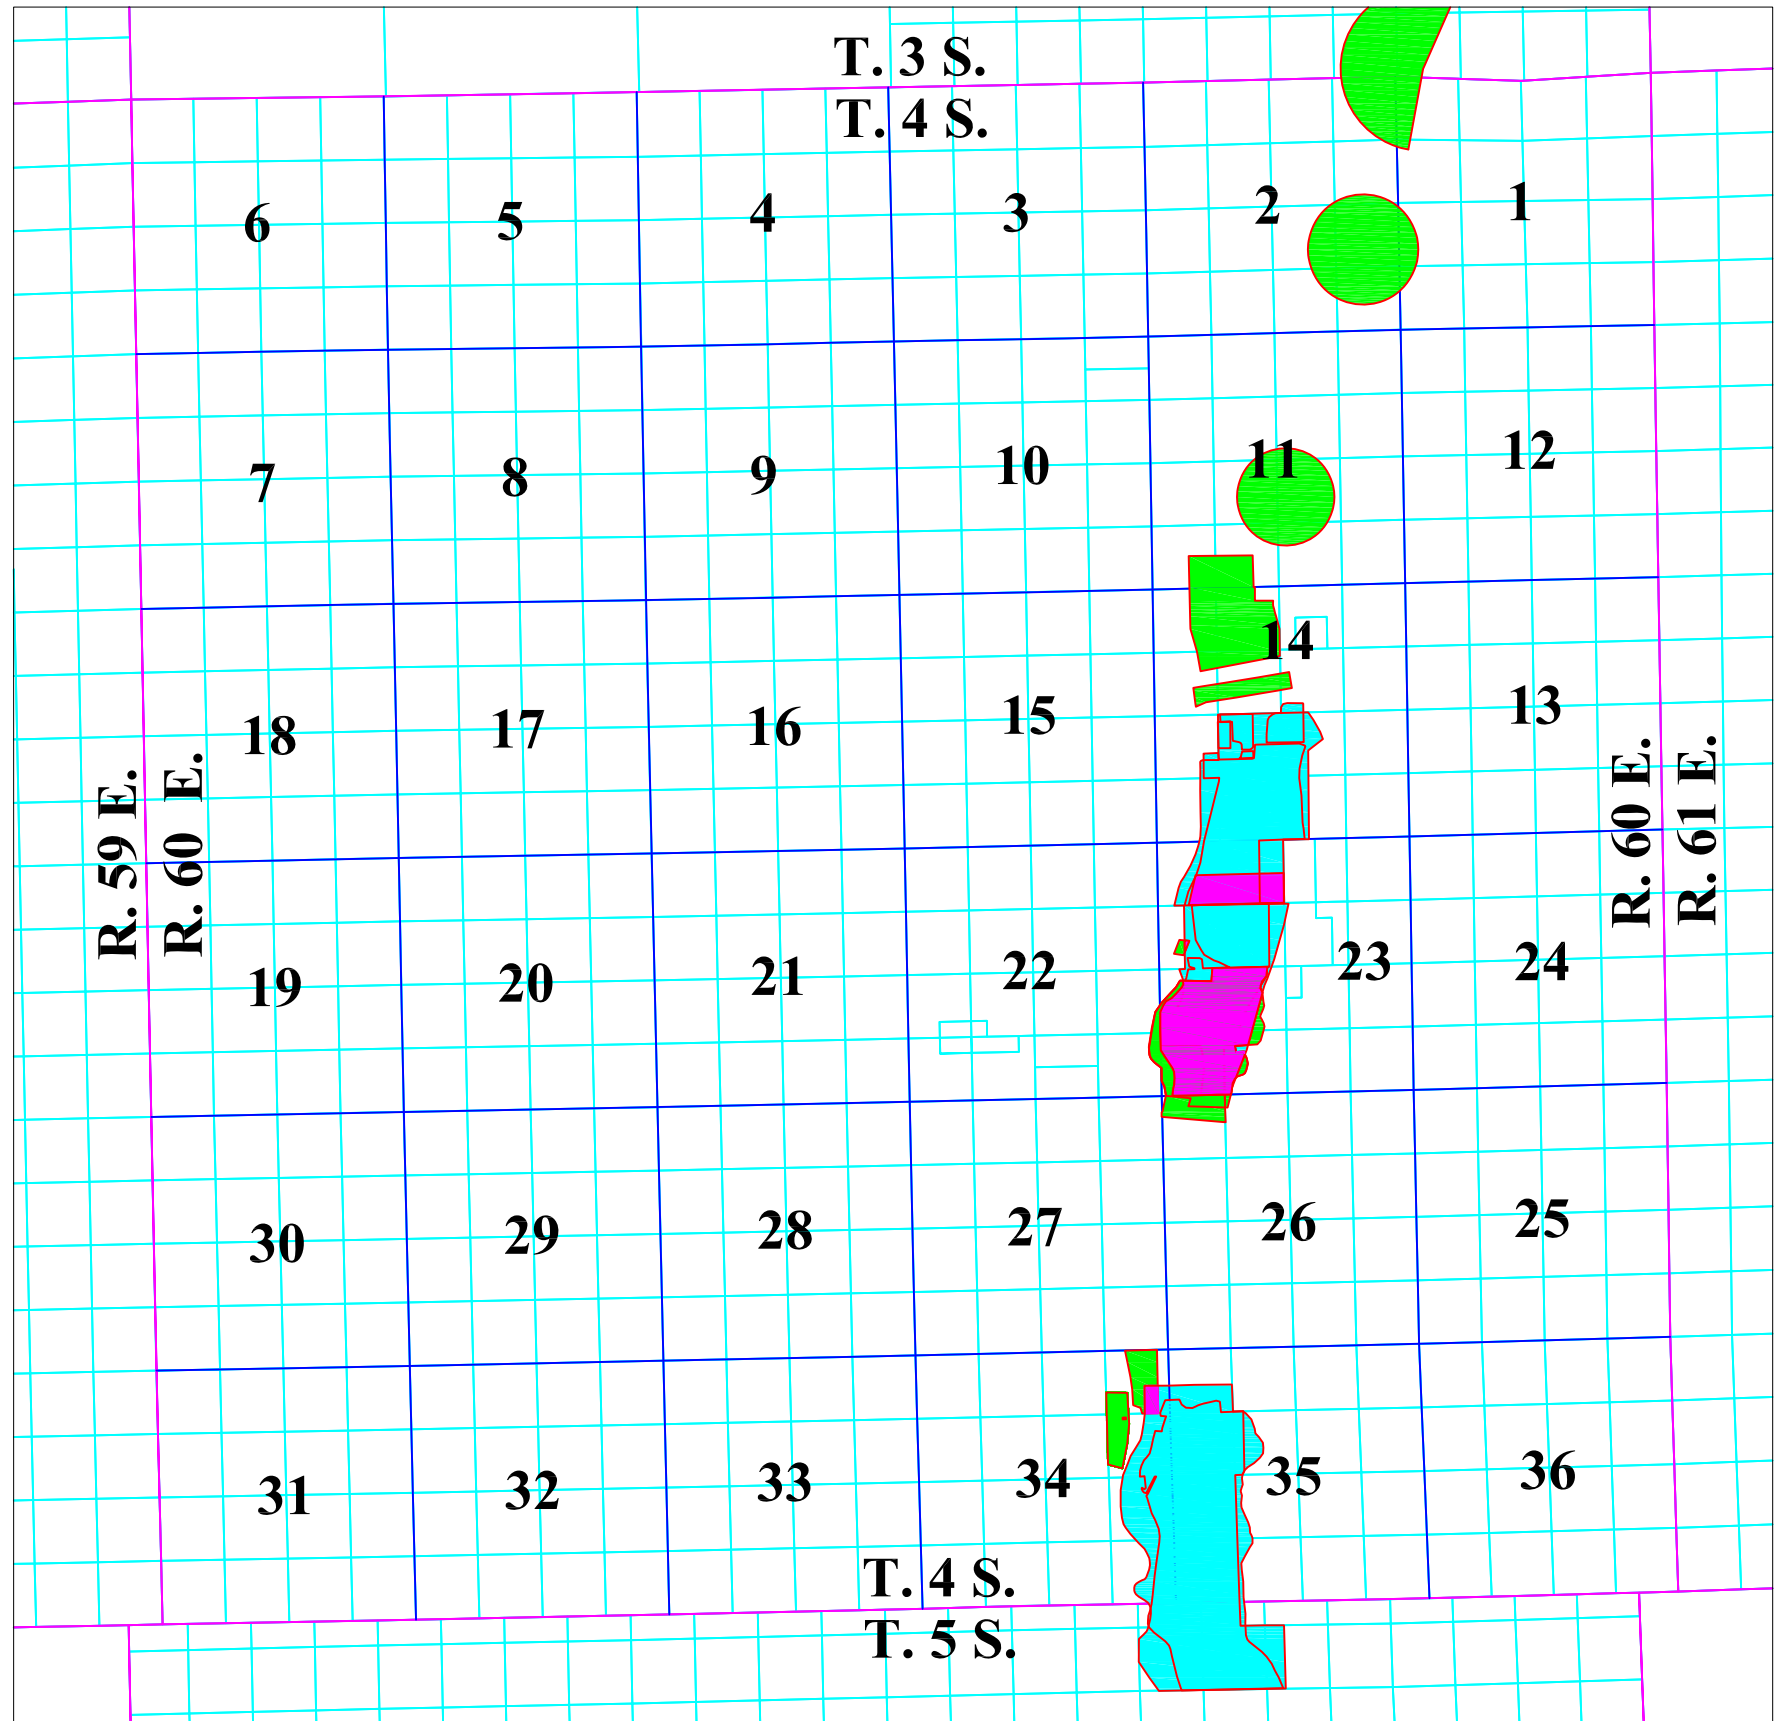 T. 3 S.
T. 4 S.
6 5 4 3 2 1
7 8 9 10 11 12
18 17 16 15 14 13
R. 59 E.
R. 60 E.
R. 60 E.
R. 61 E.
19 20 21 22 23 24
30 29 28 27 26 25
31 32 33 34 35 36
T. 4 S.
T. 5 S.